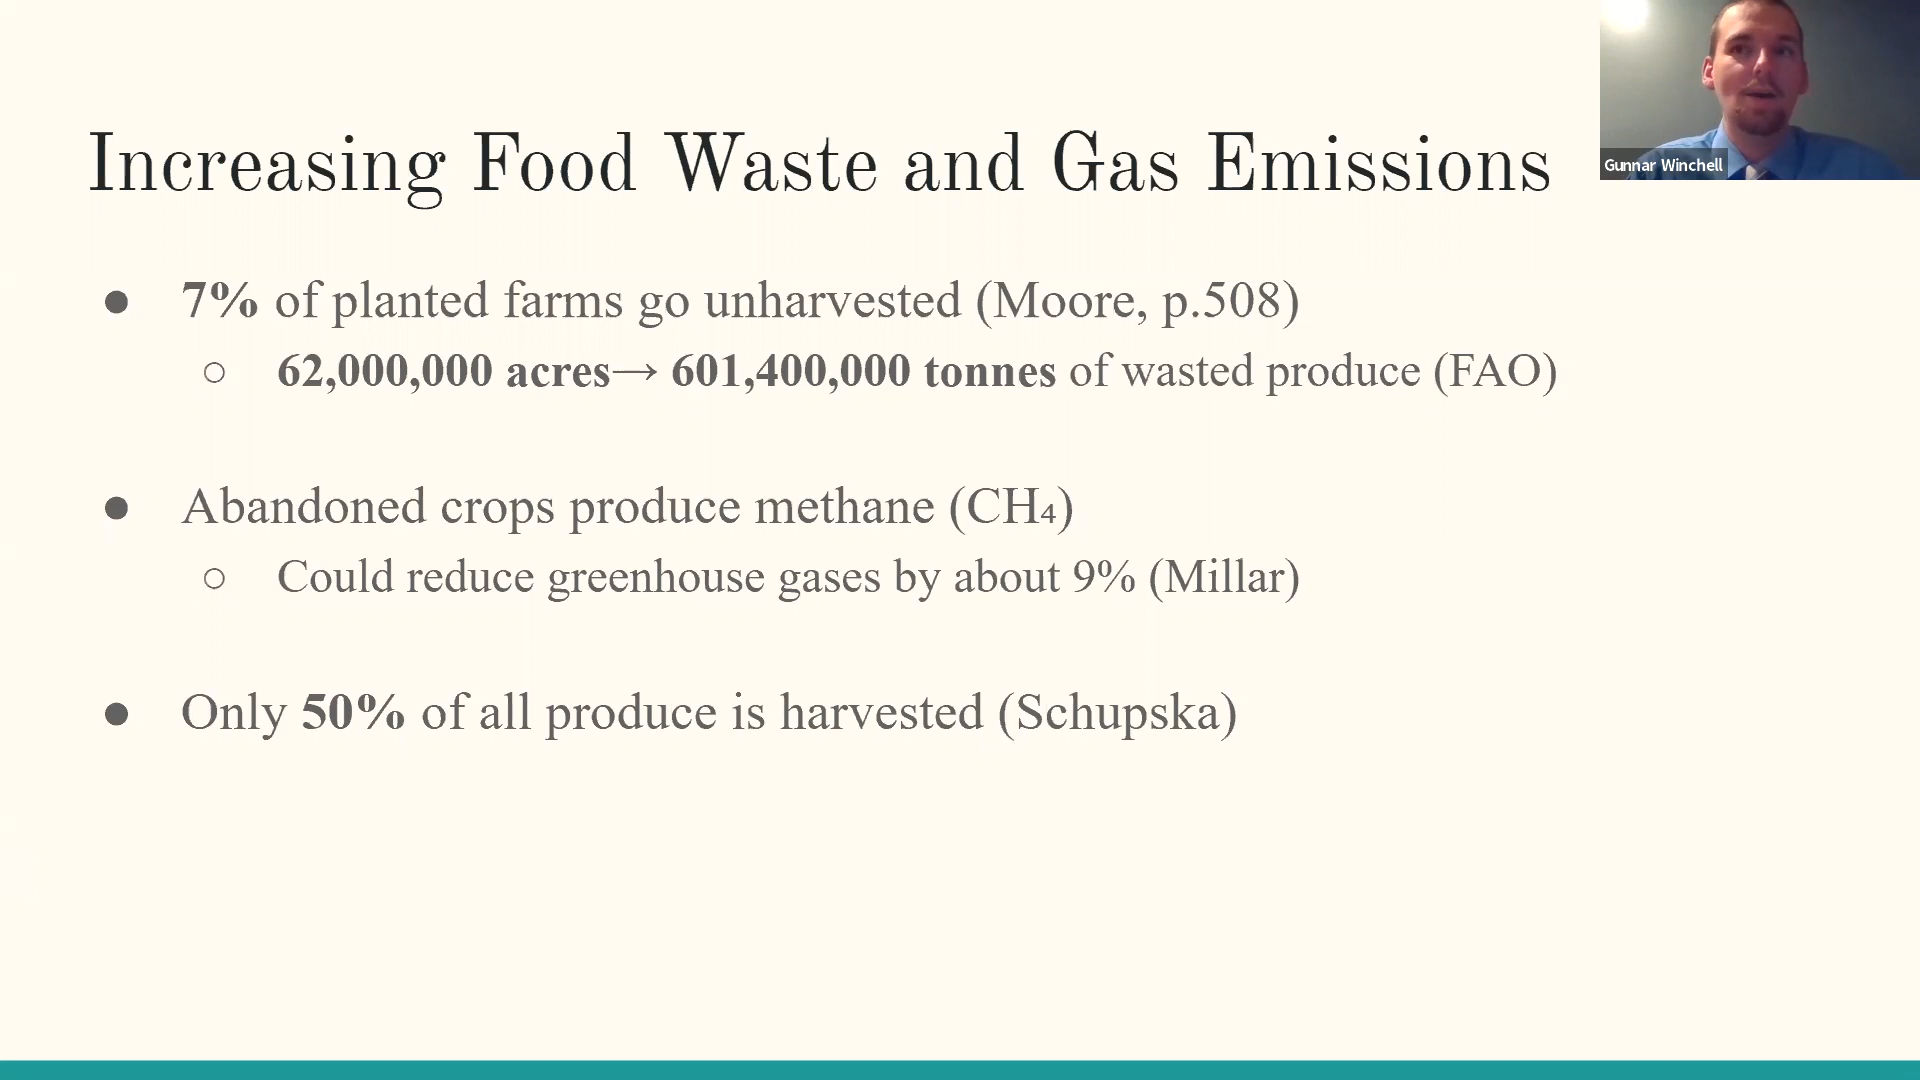 Increasing Food Waste and Gas Emissions
Gunnar Winchell
● 7% of planted farms go unharvested (Moore, p.508)
○ 62,000,000 acres→ 601,400,000 tonnes of wasted produce (FAO)
● Abandoned crops produce methane (CH₄)
○ Could reduce greenhouse gases by about 9% (Millar)
● Only 50% of all produce is harvested (Schupska)